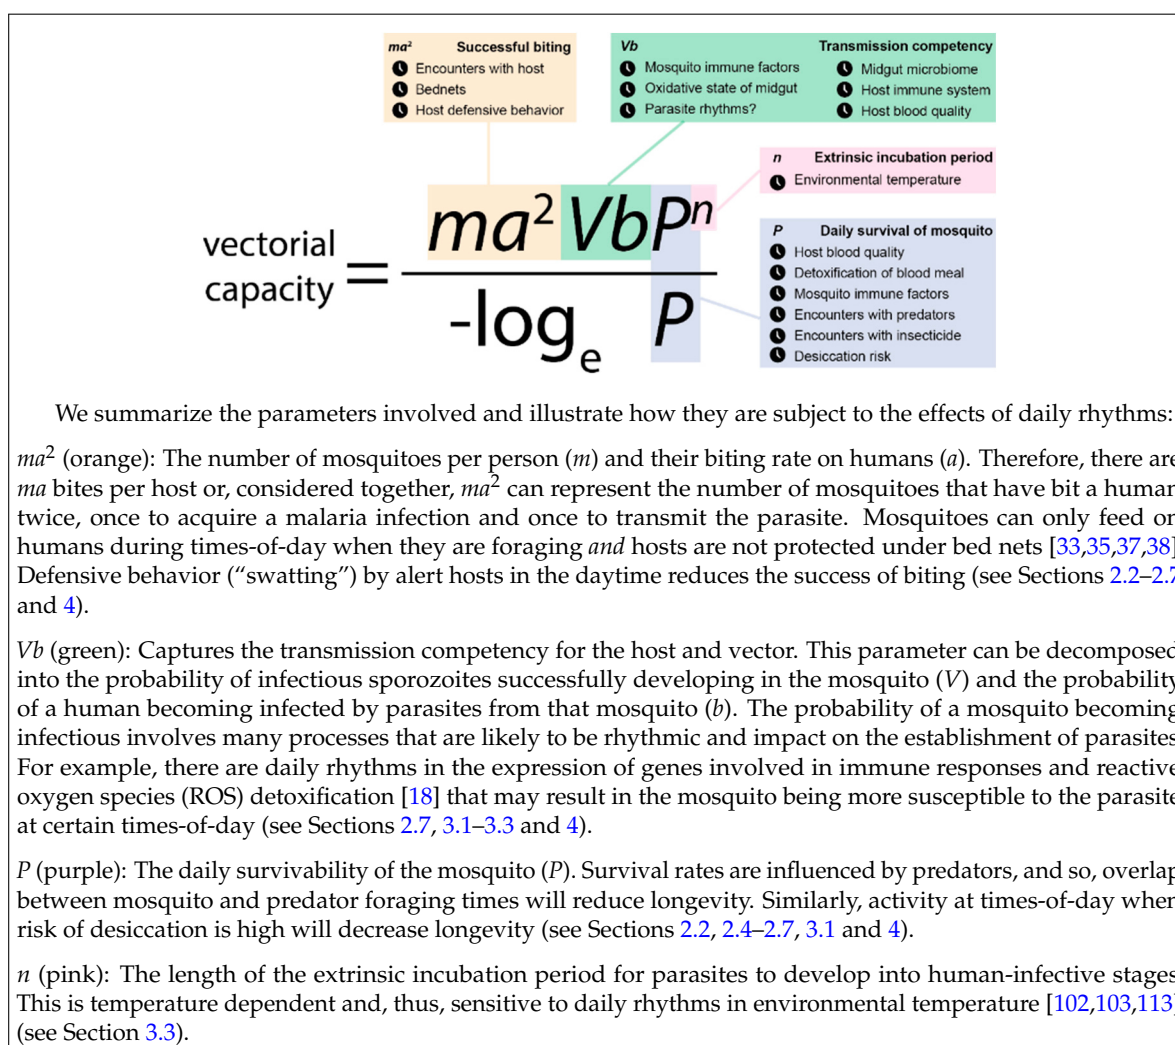 ma² Successful biting
Encounters with host
Bednets
Host defensive behavior
Vb Transmission competency
Mosquito immune factors
Oxidative state of midgut
Parasite rhythms?
Midgut microbiome
Host immune system
Host blood quality
n Extrinsic incubation period
Environmental temperature
P Daily survival of mosquito
Host blood quality
Detoxification of blood meal
Mosquito immune factors
Encounters with predators
Encounters with insecticide
Desiccation risk
vectorial
capacity
=
ma² Vb Pⁿ
-logₑ P
We summarize the parameters involved and illustrate how they are subject to the effects of daily rhythms:
ma² (orange): The number of mosquitoes per person (m) and their biting rate on humans (a). Therefore, there are
ma bites per host or, considered together, ma² can represent the number of mosquitoes that have bit a human
twice, once to acquire a malaria infection and once to transmit the parasite. Mosquitoes can only feed on
humans during times-of-day when they are foraging and hosts are not protected under bed nets [33,35,37,38]
Defensive behavior (“swatting”) by alert hosts in the daytime reduces the success of biting (see Sections 2.2–2.7
and 4).
Vb (green): Captures the transmission competency for the host and vector. This parameter can be decomposed
into the probability of infectious sporozoites successfully developing in the mosquito (V) and the probability
of a human becoming infected by parasites from that mosquito (b). The probability of a mosquito becoming
infectious involves many processes that are likely to be rhythmic and impact on the establishment of parasites
For example, there are daily rhythms in the expression of genes involved in immune responses and reactive
oxygen species (ROS) detoxification [18] that may result in the mosquito being more susceptible to the parasite
at certain times-of-day (see Sections 2.7, 3.1–3.3 and 4).
P (purple): The daily survivability of the mosquito (P). Survival rates are influenced by predators, and so, overlap
between mosquito and predator foraging times will reduce longevity. Similarly, activity at times-of-day when
risk of desiccation is high will decrease longevity (see Sections 2.2, 2.4–2.7, 3.1 and 4).
n (pink): The length of the extrinsic incubation period for parasites to develop into human-infective stages
This is temperature dependent and, thus, sensitive to daily rhythms in environmental temperature [102,103,113]
(see Section 3.3).